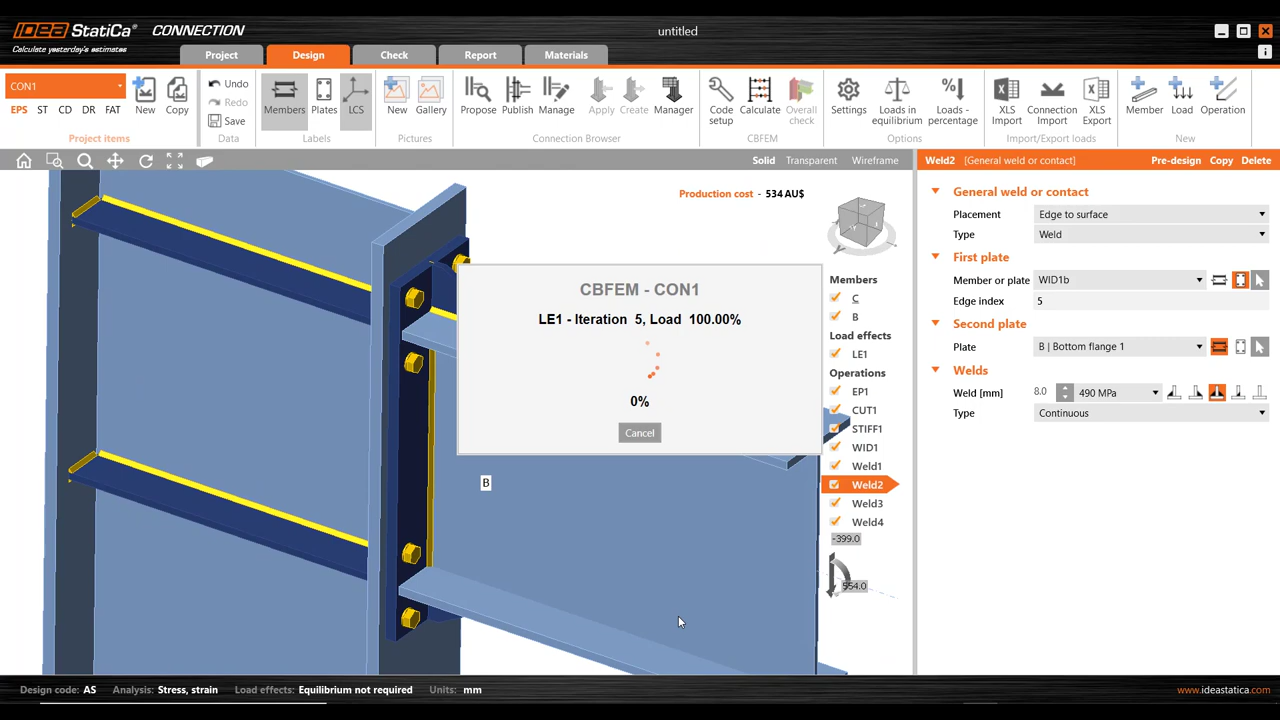 IDEA StatiCa® CONNECTION
Calculate yesterday's estimates
untitled
Project Design Check Report Materials
CON1
EPS ST CD DR FAT
New Copy
Project items
Undo
Redo
Save
Data
Members Plates LCS
Labels
New Gallery
Pictures
Propose Publish Manage Apply Create Manager
Connection Browser
Code setup Calculate Overall check
CBFEM
Settings Loads in equilibrium Loads - percentage
Options
XLS Import Connection Import XLS Export
Import/Export loads
Member Load Operation
New
Solid Transparent Wireframe
Production cost - 534 AU$
Members
C
B
Load effects
LE1
Operations
EP1
CUT1
STIFF1
WID1
Weld1
Weld2
Weld3
Weld4
-399.0
554.0
B
CBFEM - CON1
LE1 - Iteration 5, Load 100.00%
0%
Cancel
Weld2 [General weld or contact] Pre-design Copy Delete
General weld or contact
Placement Edge to surface
Type Weld
First plate
Member or plate WID1b
Edge index 5
Second plate
Plate B | Bottom flange 1
Welds
Weld [mm] 8.0 490 MPa
Type Continuous
Design code: AS Analysis: Stress, strain Load effects: Equilibrium not required Units: mm
www.ideastatica.com